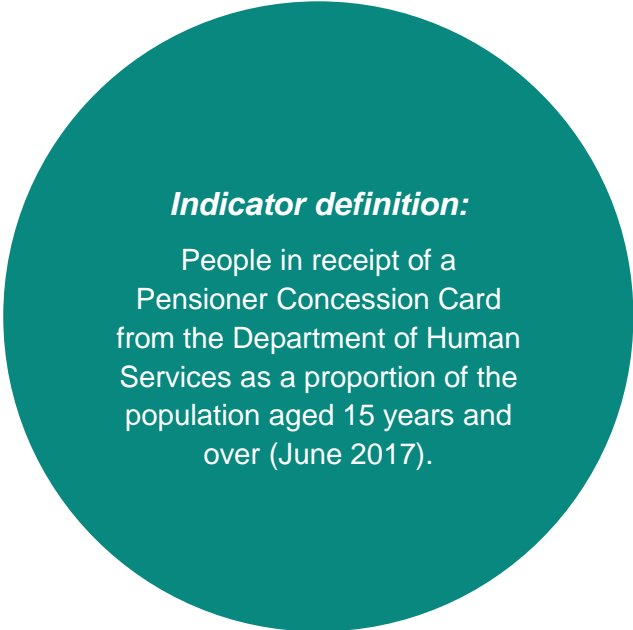 Indicator definition:
People in receipt of a
Pensioner Concession Card
from the Department of Human
Services as a proportion of the
population aged 15 years and
over (June 2017).